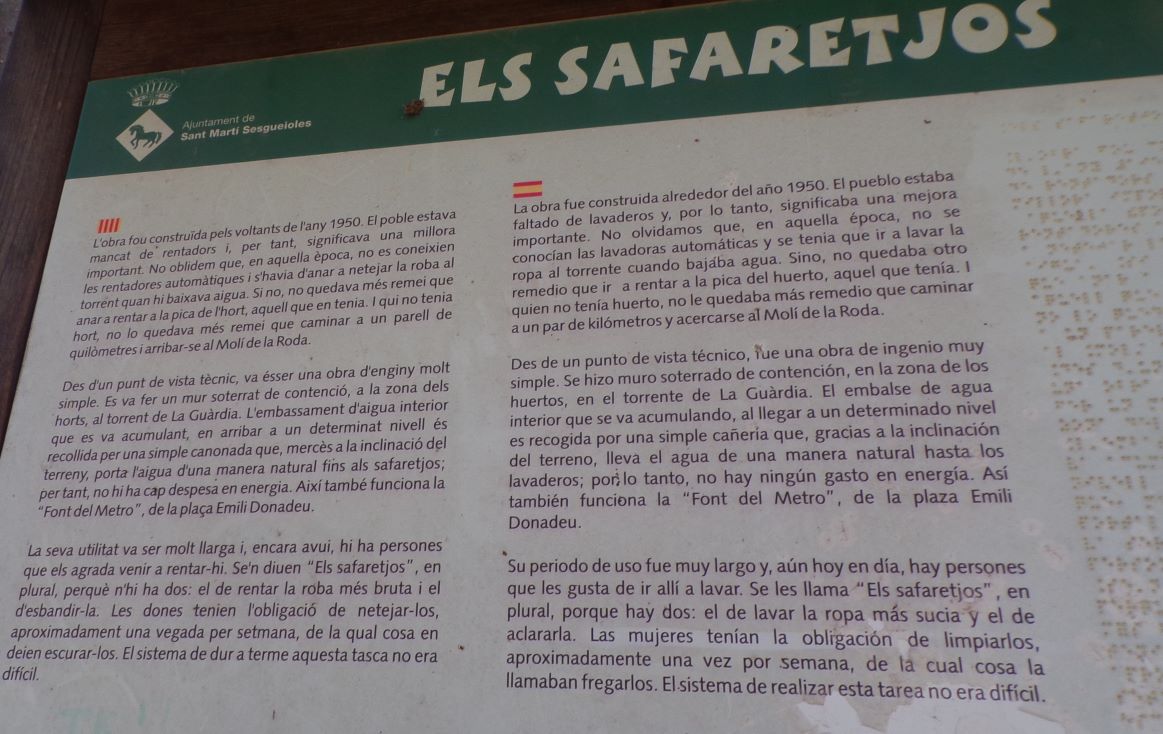 ELS SAFARETJOS
Ajuntament de
Sant Martí Sesgueioles
L'obra fou construïda pels voltants de l'any 1950. El poble estava
mancat de rentadors i, per tant, significava una millora
important. No oblidem que, en aquella època, no es coneixien
les rentadores automàtiques i s'havia d'anar a netejar la roba al
torrent quan hi baixava aigua. Si no, no quedava més remei que
anar a rentar a la pica de l'hort, aquell que en tenia. I qui no tenia
hort, no lo quedava més remei que caminar a un parell de
quilòmetres i arribar-se al Molí de la Roda.
Des d'un punt de vista tècnic, va ésser una obra d'enginy molt
simple. Es va fer un mur soterrat de contenció, a la zona dels
horts, al torrent de La Guàrdia. L'embassament d'aigua interior
que es va acumulant, en arribar a un determinat nivell és
recollida per una simple canonada que, mercès a la inclinació del
terreny, porta l'aigua d'una manera natural fins als safaretjos;
per tant, no hi ha cap despesa en energia. Així també funciona la
"Font del Metro", de la plaça Emili Donadeu.
La seva utilitat va ser molt llarga i, encara avui, hi ha persones
que els agrada venir a rentar-hi. Se'n diuen "Els safaretjos", en
plural, perquè n'hi ha dos: el de rentar la roba més bruta i el
d'esbandir-la. Les dones tenien l'obligació de netejar-los,
aproximadament una vegada per setmana, de la qual cosa en
deien escurar-los. El sistema de dur a terme aquesta tasca no era
difícil.
La obra fue construida alrededor del año 1950. El pueblo estaba
faltado de lavaderos y, por lo tanto, significaba una mejora
importante. No olvidamos que, en aquella época, no se
conocían las lavadoras automáticas y se tenia que ir a lavar la
ropa al torrente cuando bajába agua. Sino, no quedaba otro
remedio que ir a rentar a la pica del huerto, aquel que tenía. I
quien no tenía huerto, no le quedaba más remedio que caminar
a un par de kilómetros y acercarse al Molí de la Roda.
Des de un punto de vista técnico, fue una obra de ingenio muy
simple. Se hizo muro soterrado de contención, en la zona de los
huertos, en el torrente de La Guàrdia. El embalse de agua
interior que se va acumulando, al llegar a un determinado nivel
es recogida por una simple cañeria que, gracias a la inclinación
del terreno, lleva el agua de una manera natural hasta los
lavaderos; por lo tanto, no hay ningún gasto en energía. Así
también funciona la "Font del Metro", de la plaza Emili
Donadeu.
Su periodo de uso fue muy largo y, aún hoy en día, hay personas
que les gusta de ir allí a lavar. Se les llama "Els safaretjos", en
plural, porque hay dos: el de lavar la ropa más sucia y el de
aclararla. Las mujeres tenían la obligación de limpiarlos,
aproximadamente una vez por semana, de la cual cosa la
llamaban fregarlos. El sistema de realizar esta tarea no era difícil.